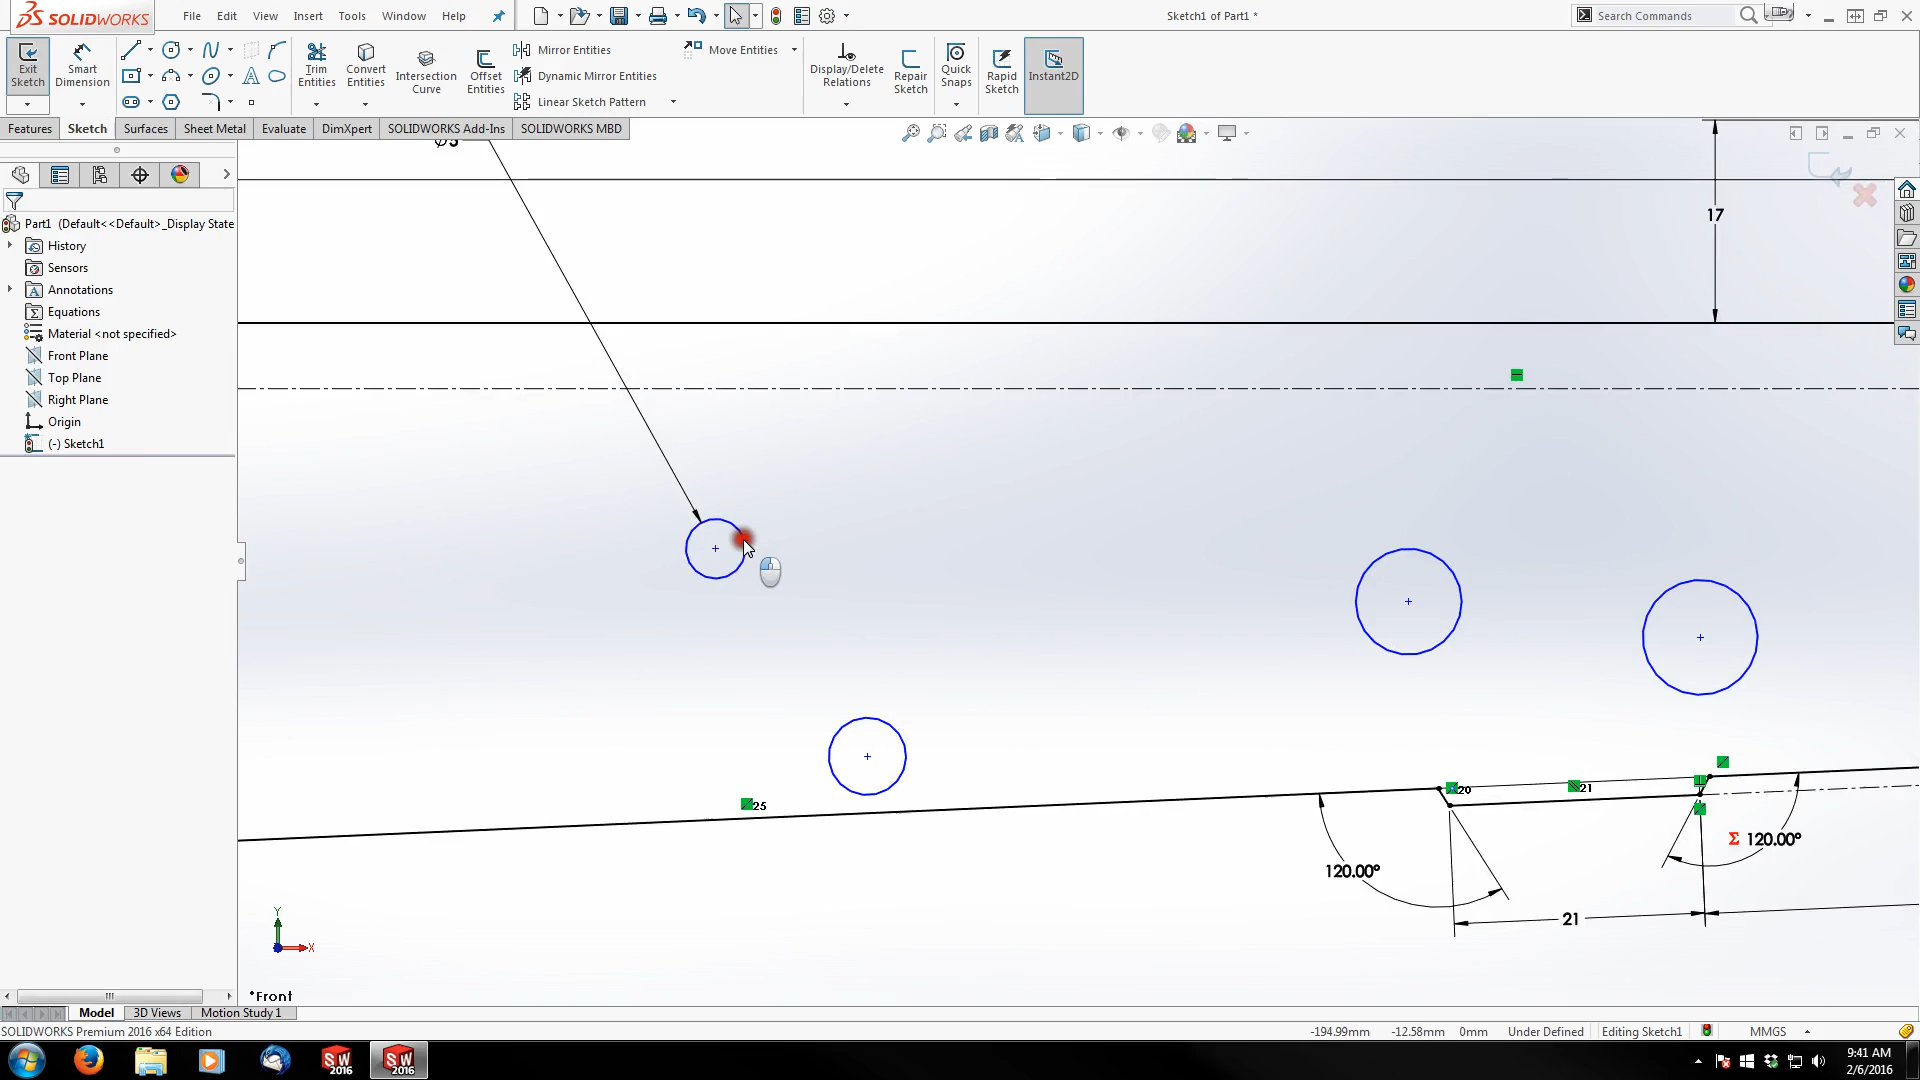 SOLIDWORKS
File Edit View Insert Tools Window Help
Sketch1 of Part1 *
Search Commands
Exit Sketch
Smart Dimension
Trim Entities
Convert Entities
Intersection Curve
Offset Entities
Mirror Entities
Dynamic Mirror Entities
Linear Sketch Pattern
Move Entities
Display/Delete Relations
Repair Sketch
Quick Snaps
Rapid Sketch
Instant2D
Features Sketch Surfaces Sheet Metal Evaluate DimXpert SOLIDWORKS Add-Ins SOLIDWORKS MBD
17
Part1 (Default<<Default>_Display State
History
Sensors
Annotations
Equations
Material <not specified>
Front Plane
Top Plane
Right Plane
Origin
(-) Sketch1
25
20
21
120.00°
Σ 120.00°
21
Y
X
*Front
Model 3D Views Motion Study 1
SOLIDWORKS Premium 2016 x64 Edition
-194.99mm -12.58mm 0mm Under Defined Editing Sketch1 MMGS
SW 2016
SW 2016
9:41 AM
2/6/2016